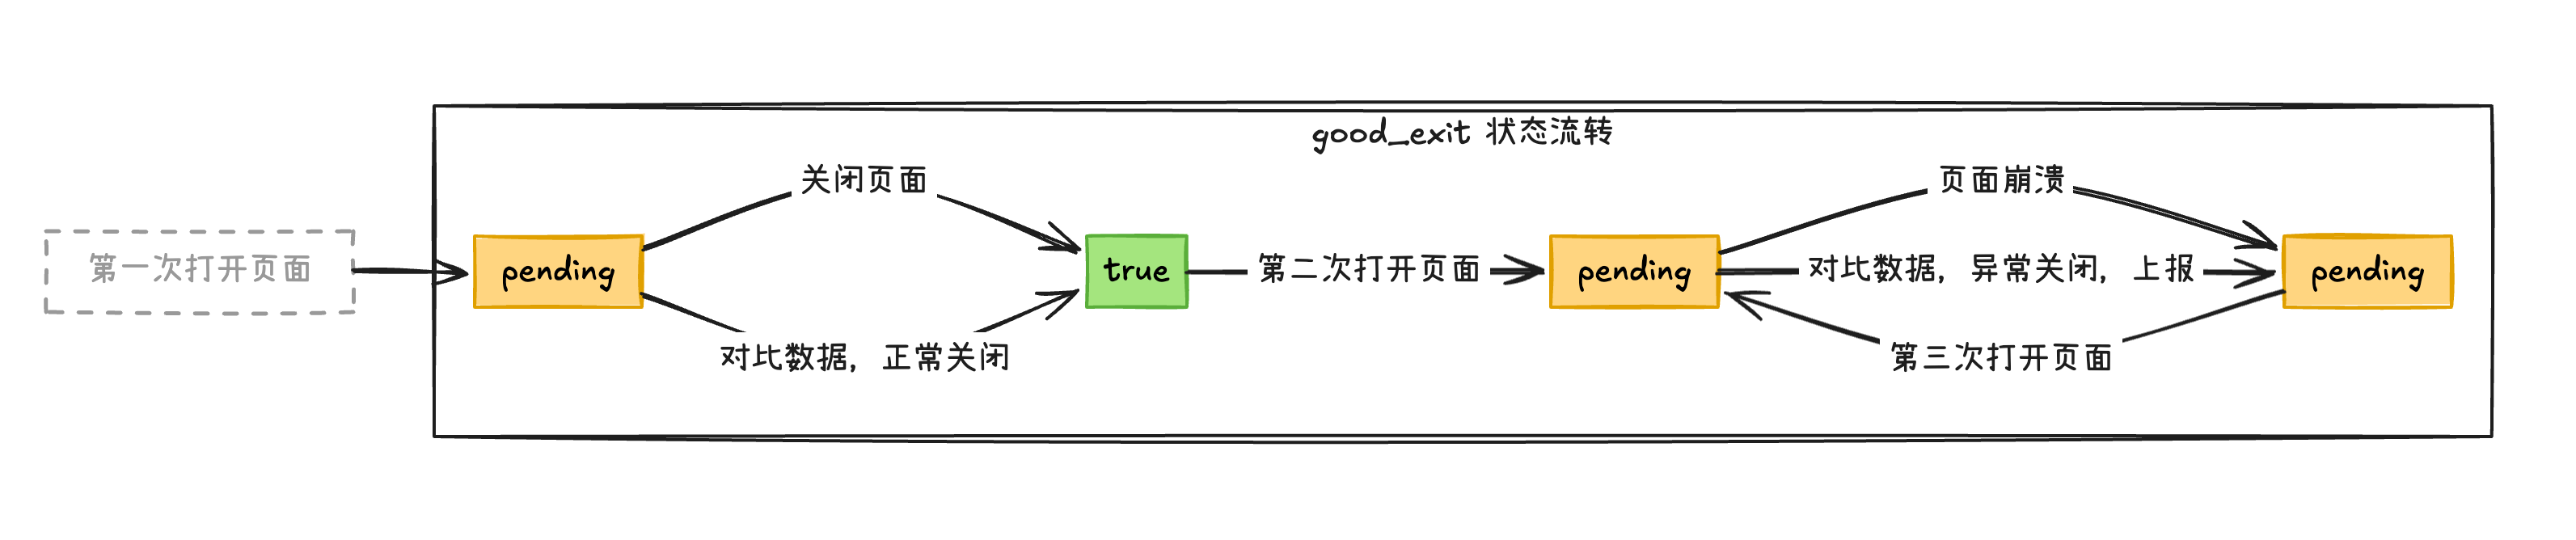 good_exit 状态流转
第一次打开页面
pending
关闭页面
对比数据，正常关闭
true
第二次打开页面
pending
页面崩溃
对比数据，异常关闭，上报
第三次打开页面
pending